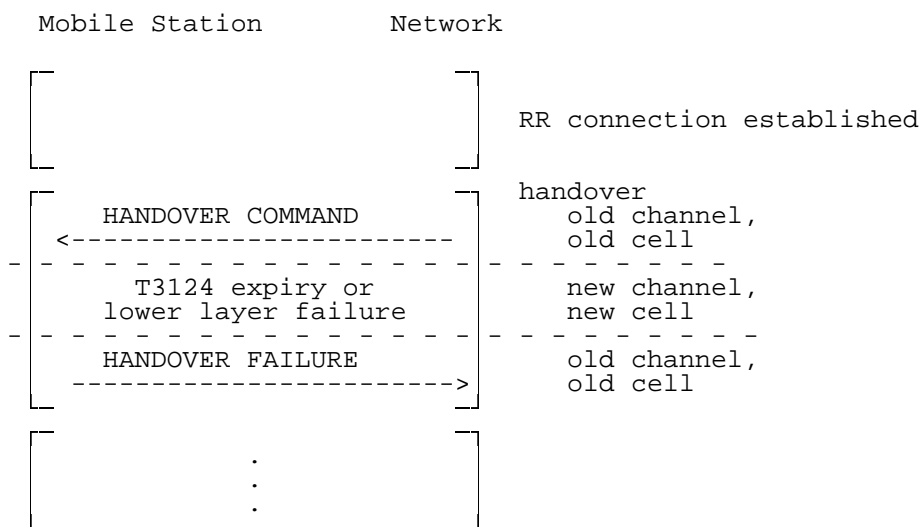 Mobile Station Network
RR connection established
handover
HANDOVER COMMAND old channel,
<------------------------ old cell
- - - - - - - - - - - - - - - - - - - - - - -
T3124 expiry or new channel,
lower layer failure new cell
- - - - - - - - - - - - - - - - - - - - - - - -
HANDOVER FAILURE old channel,
------------------------> old cell
.
.
.